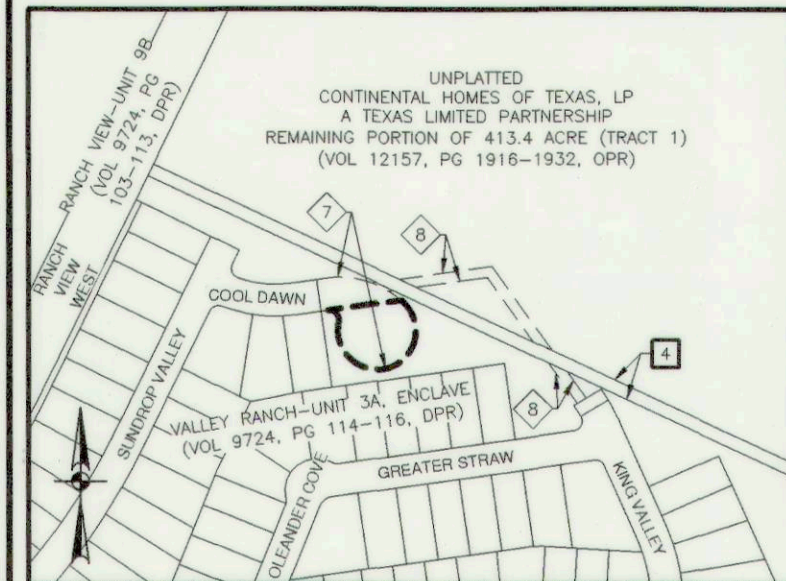 RANCH VIEW-UNIT 9B
(VOL 9724, PG
103-113, DPR)
RANCH
VIEW
WEST
UNPLATTED
CONTINENTAL HOMES OF TEXAS, LP
A TEXAS LIMITED PARTNERSHIP
REMAINING PORTION OF 413.4 ACRE (TRACT 1)
(VOL 12157, PG 1916-1932, OPR)
7
8
COOL DAWN
4
8
SUNDROP VALLEY
VALLEY RANCH-UNIT 3A, ENCLAVE
(VOL 9724, PG 114-116, DPR)
OLEANDER COVE
GREATER STRAW
KING VALLEY